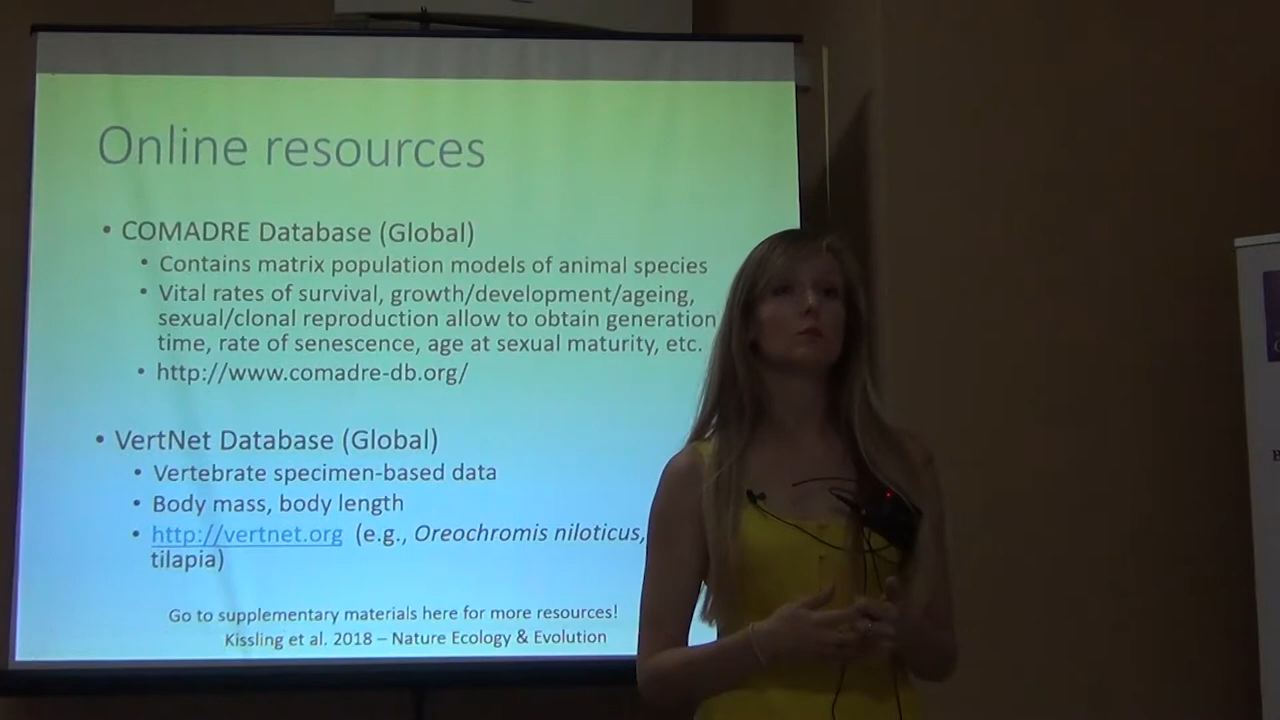 Online resources
• COMADRE Database (Global)
• Contains matrix population models of animal species
• Vital rates of survival, growth/development/ageing,
sexual/clonal reproduction allow to obtain generation
time, rate of senescence, age at sexual maturity, etc.
• http://www.comadre-db.org/
• VertNet Database (Global)
• Vertebrate specimen-based data
• Body mass, body length
• http://vertnet.org (e.g., Oreochromis niloticus,
tilapia)
Go to supplementary materials here for more resources!
Kissling et al. 2018 – Nature Ecology & Evolution